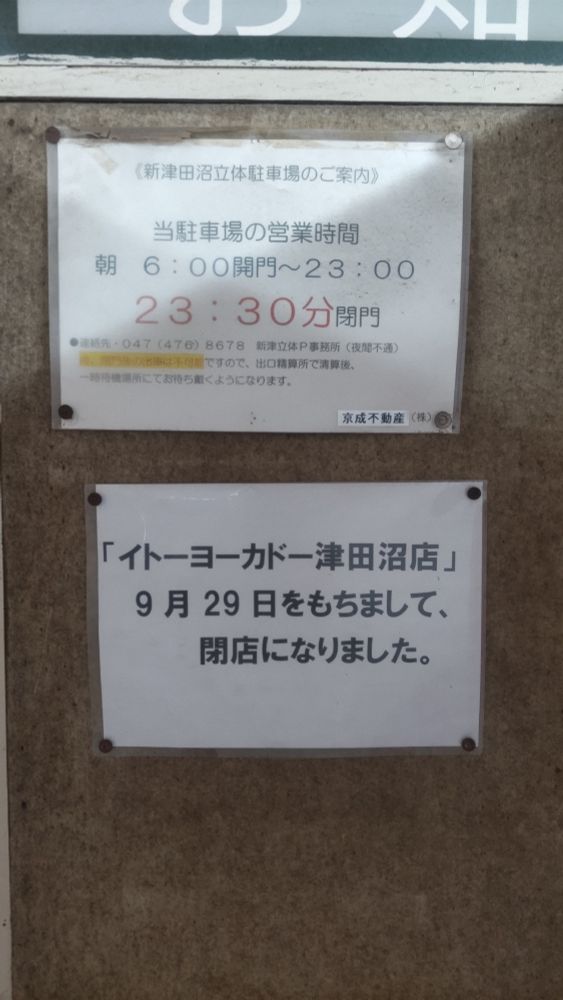 お知
《新津田沼立体駐車場のご案内》
当駐車場の営業時間
朝 6：00開門～23：00
23：30分閉門
●連絡先・047（476）8678 新津立体P事務所（夜間不通）
ですので、出口精算所で清算後、
一時待機場所にてお待ち戴くようになります。
京成不動産（株）
「イトーヨーカドー津田沼店」
9月29日をもちまして、
閉店になりました。